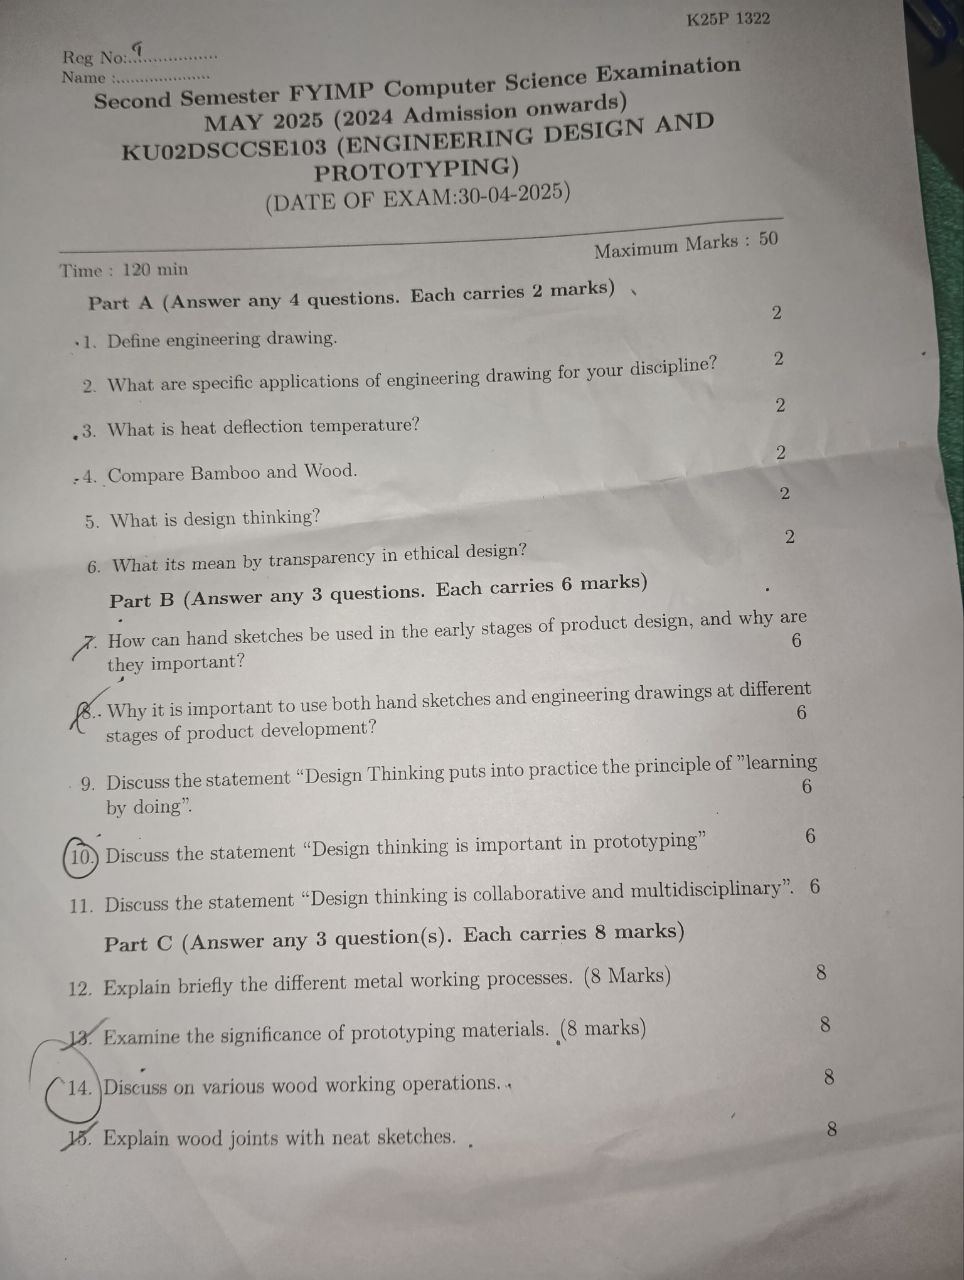 K25P 1322
Reg No:..9...............
Name :....................
Second Semester FYIMP Computer Science Examination
MAY 2025 (2024 Admission onwards)
KU02DSCCSE103 (ENGINEERING DESIGN AND
PROTOTYPING)
(DATE OF EXAM:30-04-2025)
Time : 120 min Maximum Marks : 50
Part A (Answer any 4 questions. Each carries 2 marks)
1. Define engineering drawing. 2
2. What are specific applications of engineering drawing for your discipline? 2
3. What is heat deflection temperature? 2
4. Compare Bamboo and Wood. 2
5. What is design thinking? 2
6. What its mean by transparency in ethical design? 2
Part B (Answer any 3 questions. Each carries 6 marks)
7. How can hand sketches be used in the early stages of product design, and why are
they important? 6
8. Why it is important to use both hand sketches and engineering drawings at different
stages of product development? 6
9. Discuss the statement “Design Thinking puts into practice the principle of ”learning
by doing”. 6
10. Discuss the statement “Design thinking is important in prototyping” 6
11. Discuss the statement “Design thinking is collaborative and multidisciplinary”. 6
Part C (Answer any 3 question(s). Each carries 8 marks)
12. Explain briefly the different metal working processes. (8 Marks) 8
13. Examine the significance of prototyping materials. (8 marks) 8
14. Discuss on various wood working operations. 8
15. Explain wood joints with neat sketches. 8